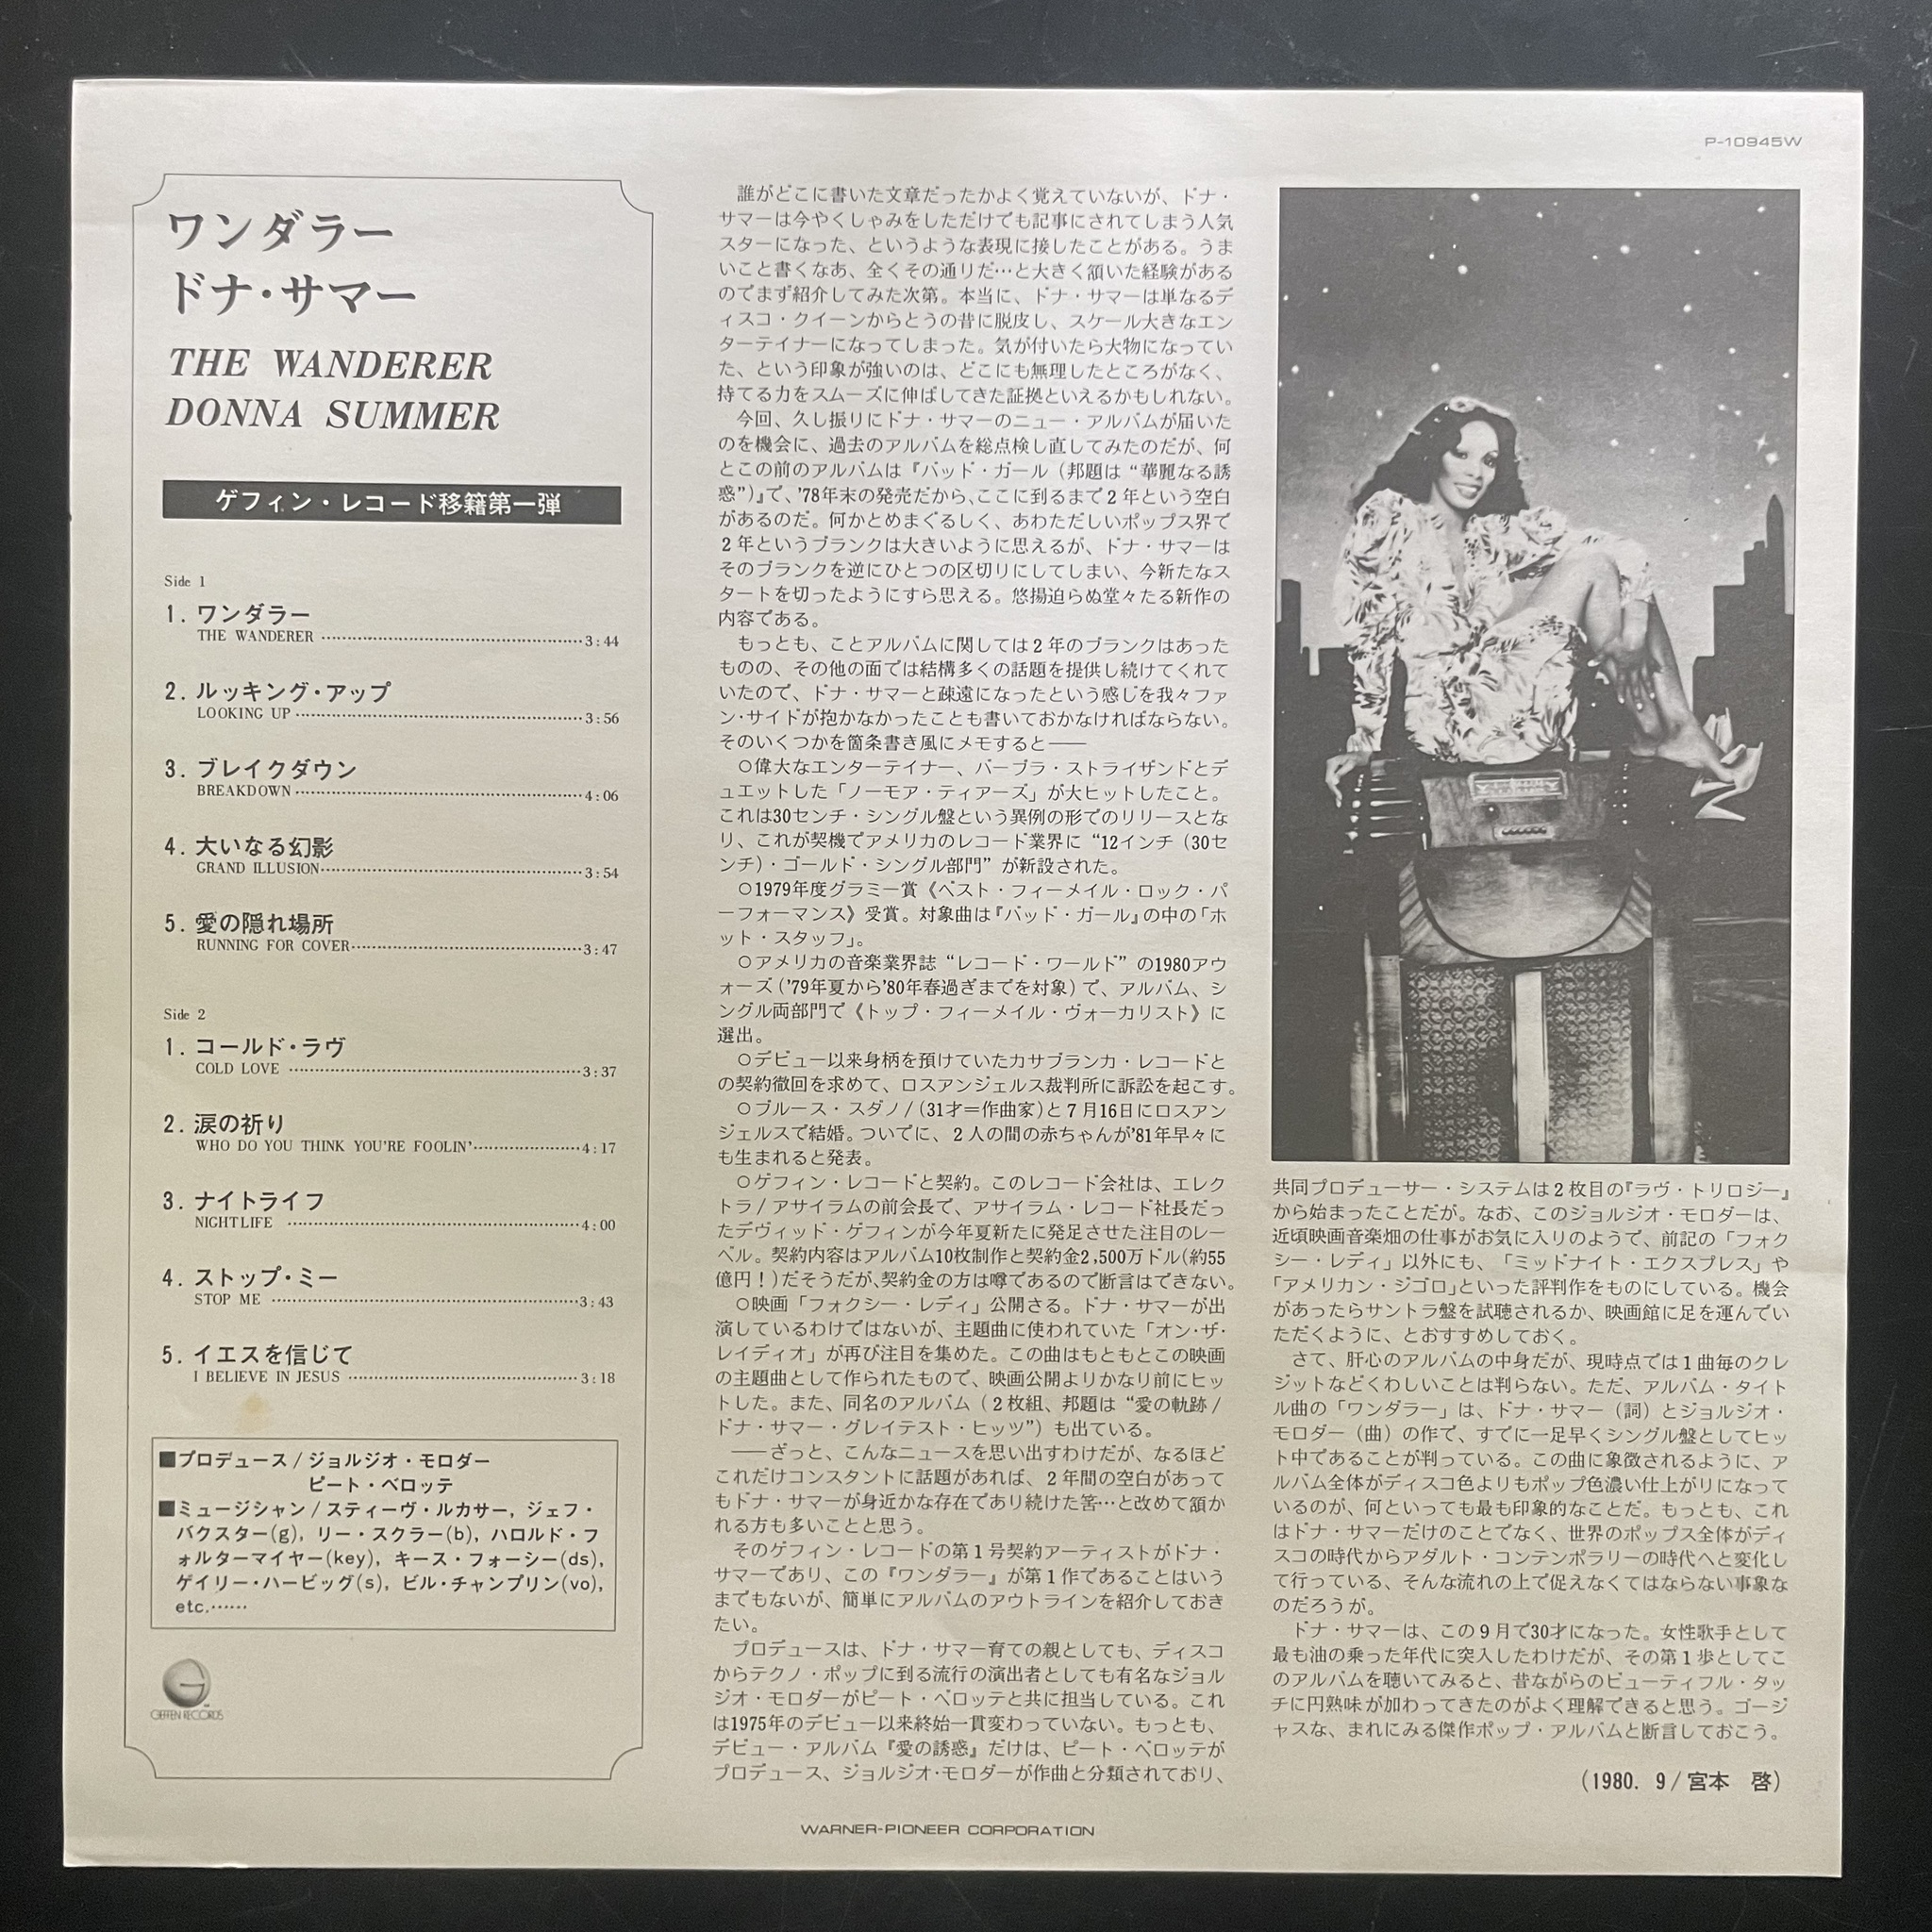 P-10945W
ワンダラー
ドナ・サマー
THE WANDERER
DONNA SUMMER
ゲフィン・レコード移籍第一弾
Side 1
1. ワンダラー
THE WANDERER 3:44
2. ルッキング・アップ
LOOKING UP 3:56
3. ブレイクダウン
BREAKDOWN 4:06
4. 大いなる幻影
GRAND ILLUSION 3:54
5. 愛の隠れ場所
RUNNING FOR COVER 3:47
Side 2
1. コールド・ラヴ
COLD LOVE 3:37
2. 涙の祈り
WHO DO YOU THINK YOU'RE FOOLIN' 4:17
3. ナイトライフ
NIGHTLIFE 4:00
4. ストップ・ミー
STOP ME 3:43
5. イエスを信じて
I BELIEVE IN JESUS 3:18
■プロデュース/ジョルジオ・モロダー
ピート・ベロッテ
■ミュージシャン/スティーヴ・ルカサー, ジェフ・
バクスター(g), リー・スクラー(b), ハロルド・フ
ォルターマイヤー(key), キース・フォーシー(ds),
ゲイリー・ハービッグ(s), ビル・チャンプリン(vo),
etc.……
GEFFEN RECORDS
誰がどこに書いた文章だったかよく覚えていないが、ドナ・
サマーは今やくしゃみをしただけでも記事にされてしまう人気
スターになった、というような表現に接したことがある。うま
いこと書くなあ、全くその通りだ…と大きく頷いた経験がある
のでまず紹介してみた次第。本当に、ドナ・サマーは単なるデ
ィスコ・クイーンからとうの昔に脱皮し、スケール大きなエン
ターテイナーになってしまった。気が付いたら大物になってい
た、という印象が強いのは、どこにも無理したところがなく、
持てる力をスムーズに伸ばしてきた証拠といえるかもしれない。
今回、久し振りにドナ・サマーのニュー・アルバムが届いた
のを機会に、過去のアルバムを総点検し直してみたのだが、何
とこの前のアルバムは『バッド・ガール（邦題は“華麗なる誘
惑”）』で、'78年末の発売だから、ここに到るまで2年という空白
があるのだ。何かとめまぐるしく、あわただしいポップス界で
2年というブランクは大きいように思えるが、ドナ・サマーは
そのブランクを逆にひとつの区切りにしてしまい、今新たなス
タートを切ったようにすら思える。悠揚迫らぬ堂々たる新作の
内容である。
もっとも、ことアルバムに関しては2年のブランクはあった
ものの、その他の面では結構多くの話題を提供し続けてくれて
いたので、ドナ・サマーと疎遠になったという感じを我々ファ
ン・サイドが抱かなかったことも書いておかなければならない。
そのいくつかを箇条書き風にメモすると――
○偉大なエンターテイナー、バーブラ・ストライザンドとデ
ュエットした「ノーモア・ティアーズ」が大ヒットしたこと。
これは30センチ・シングル盤という異例の形でのリリースとな
り、これが契機でアメリカのレコード業界に“12インチ（30セ
ンチ）・ゴールド・シングル部門”が新設された。
○1979年度グラミー賞《ベスト・フィーメイル・ロック・パ
ーフォーマンス》受賞。対象曲は『バッド・ガール』の中の「ホ
ット・スタッフ」。
○アメリカの音楽業界誌“レコード・ワールド”の1980アウ
ォーズ（'79年夏から'80年春過ぎまでを対象）で、アルバム、シ
ングル両部門で《トップ・フィーメイル・ヴォーカリスト》に
選出。
○デビュー以来身柄を預けていたカサブランカ・レコードと
の契約徹回を求めて、ロスアンジェルス裁判所に訴訟を起こす。
○ブルース・スダノ/(31才＝作曲家)と7月16日にロスアン
ジェルスで結婚。ついでに、2人の間の赤ちゃんが'81年早々に
も生まれると発表。
○ゲフィン・レコードと契約。このレコード会社は、エレク
トラ/アサイラムの前会長で、アサイラム・レコード社長だっ
たデヴィッド・ゲフィンが今年夏新たに発足させた注目のレー
ベル。契約内容はアルバム10枚制作と契約金2,500万ドル(約55
億円！)だそうだが、契約金の方は噂であるので断言はできない。
○映画「フォクシー・レディ」公開さる。ドナ・サマーが出
演しているわけではないが、主題曲に使われていた「オン・ザ・
レイディオ」が再び注目を集めた。この曲はもともとこの映画
の主題曲として作られたもので、映画公開よりかなり前にヒッ
トした。また、同名のアルバム（2枚組、邦題は“愛の軌跡/
ドナ・サマー・グレイテスト・ヒッツ”）も出ている。
――ざっと、こんなニュースを思い出すわけだが、なるほど
これだけコンスタントに話題があれば、2年間の空白があって
もドナ・サマーが身近かな存在であり続けた筈…と改めて頷か
れる方も多いことと思う。
そのゲフィン・レコードの第1号契約アーティストがドナ・
サマーであり、この『ワンダラー』が第1作であることはいう
までもないが、簡単にアルバムのアウトラインを紹介しておき
たい。
プロデュースは、ドナ・サマー育ての親としても、ディスコ
からテクノ・ポップに到る流行の演出者としても有名なジョル
ジオ・モロダーがピート・ベロッテと共に担当している。これ
は1975年のデビュー以来終始一貫変わっていない。もっとも、
デビュー・アルバム『愛の誘惑』だけは、ピート・ベロッテが
プロデュース、ジョルジオ・モロダーが作曲と分類されており、
共同プロデューサー・システムは2枚目の『ラヴ・トリロジー』
から始まったことだが。なお、このジョルジオ・モロダーは、
近頃映画音楽畑の仕事がお気に入りのようで、前記の「フォク
シー・レディ」以外にも、「ミッドナイト・エクスプレス」や
「アメリカン・ジゴロ」といった評判作をものにしている。機会
があったらサントラ盤を試聴されるか、映画館に足を運んでい
ただくように、とおすすめしておく。
さて、肝心のアルバムの中身だが、現時点では1曲毎のクレ
ジットなどくわしいことは判らない。ただ、アルバム・タイト
ル曲の「ワンダラー」は、ドナ・サマー（詞）とジョルジオ・
モロダー（曲）の作で、すでに一足早くシングル盤としてヒッ
ト中であることが判っている。この曲に象徴されるように、ア
ルバム全体がディスコ色よりもポップ色濃い仕上がりになって
いるのが、何といっても最も印象的なことだ。もっとも、これ
はドナ・サマーだけのことでなく、世界のポップス全体がディ
スコの時代からアダルト・コンテンポラリーの時代へと変化し
て行っている、そんな流れの上で促えなくてはならない事象な
のだろうが。
ドナ・サマーは、この9月で30才になった。女性歌手として
最も油の乗った年代に突入したわけだが、その第1歩としてこ
のアルバムを聴いてみると、昔ながらのビューティフル・タッ
チに円熟味が加わってきたのがよく理解できると思う。ゴージ
ャスな、まれにみる傑作ポップ・アルバムと断言しておこう。
（1980. 9/宮本 啓）
WARNER-PIONEER CORPORATION